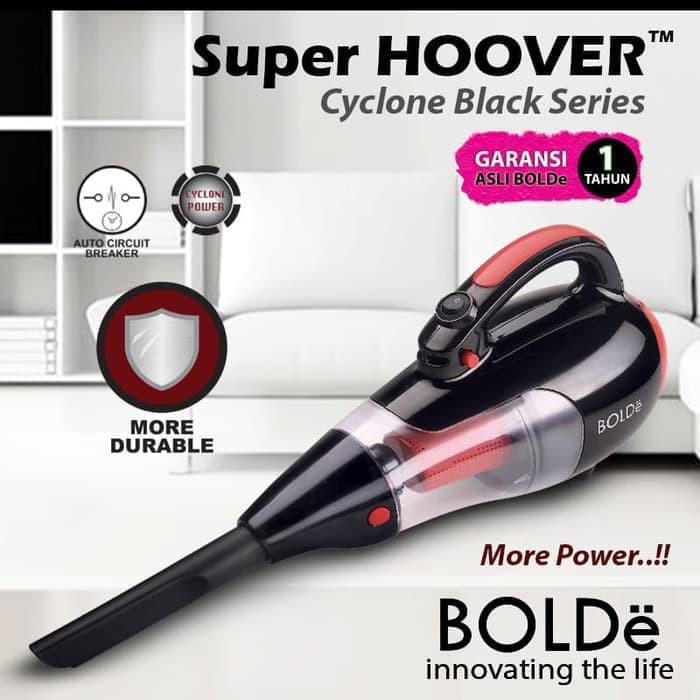 Super HOOVER™
Cyclone Black Series
GARANSI
ASLI BOLDe
1
TAHUN
AUTO CIRCUIT
BREAKER
CYCLONE
POWER
MORE
DURABLE
BOLDë
More Power..!!
BOLDë
innovating the life